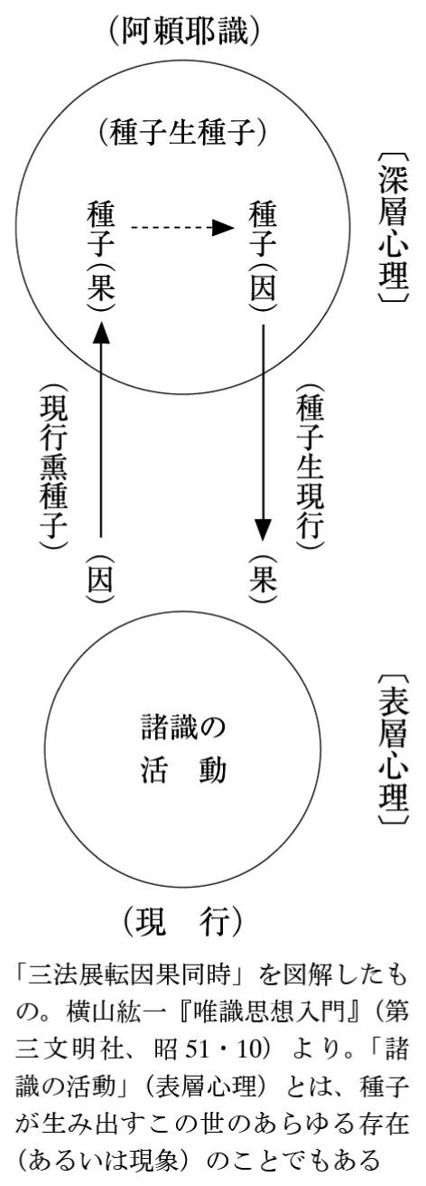 （阿頼耶識）
（種子生種子）
〔深層心理〕
種子（果）
種子（因）
（現行熏種子）
（種子生現行）
（因）
（果）
諸識の
活　動
〔表層心理〕
（現　行）
「三法展転因果同時」を図解したも
の。横山紘一『唯識思想入門』（第
三文明社、昭51・10）より。「諸
識の活動」（表層心理）とは、種子
が生み出すこの世のあらゆる存在
（あるいは現象）のことでもある